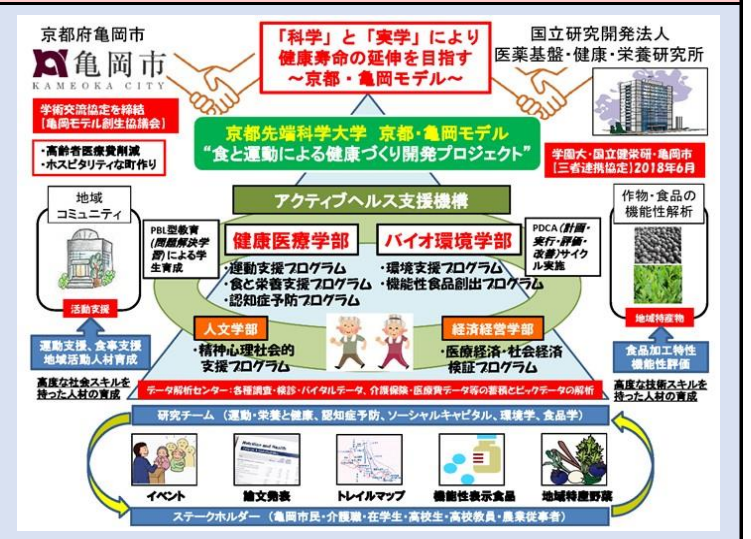 京都府亀岡市
亀岡市
KAMEOKA CITY
「科学」と「実学」により
健康寿命の延伸を目指す
～京都・亀岡モデル～
国立研究開発法人
医薬基盤・健康・栄養研究所
学術交流協定を締結
【亀岡モデル創生協議会】
・高齢者医療費削減
・ホスピタリティな町作り
京都先端科学大学 京都・亀岡モデル
“食と運動による健康づくり開発プロジェクト”
学園大・国立健栄研・亀岡市
【三者連携協定】2018年6月
アクティブヘルス支援機構
地域
コミュニティ
活動支援
運動支援、食事支援
地域活動人材育成
高度な社会スキルを
持った人材の育成
PBL型教育
(問題解決学
習)による学
生育成
健康医療学部
・運動支援プログラム
・食と栄養支援プログラム
・認知症予防プログラム
バイオ環境学部
・環境支援プログラム
・機能性食品創出プログラム
PDCA(計画・
実行・評価・
改善)サイク
ル実施
作物・食品の
機能性解析
地域特産物
食品加工特性
機能性評価
高度な技術スキルを
持った人材の育成
人文学部
・精神心理社会的
支援プログラム
経済経営学部
・医療経済・社会経済
検証プログラム
データ解析センター：各種調査・検診・バイタルデータ、介護保険・医療費データ等の蓄積とビックデータの解析
研究チーム （運動・栄養と健康、認知症予防、ソーシャルキャピタル、環境学、食品学）
Nutrition and Health
イベント
論文発表
トレイルマップ
機能性表示食品
地域特産野菜
ステークホルダー （亀岡市民・介護職・在学生・高校生・高校教員・農業従事者）